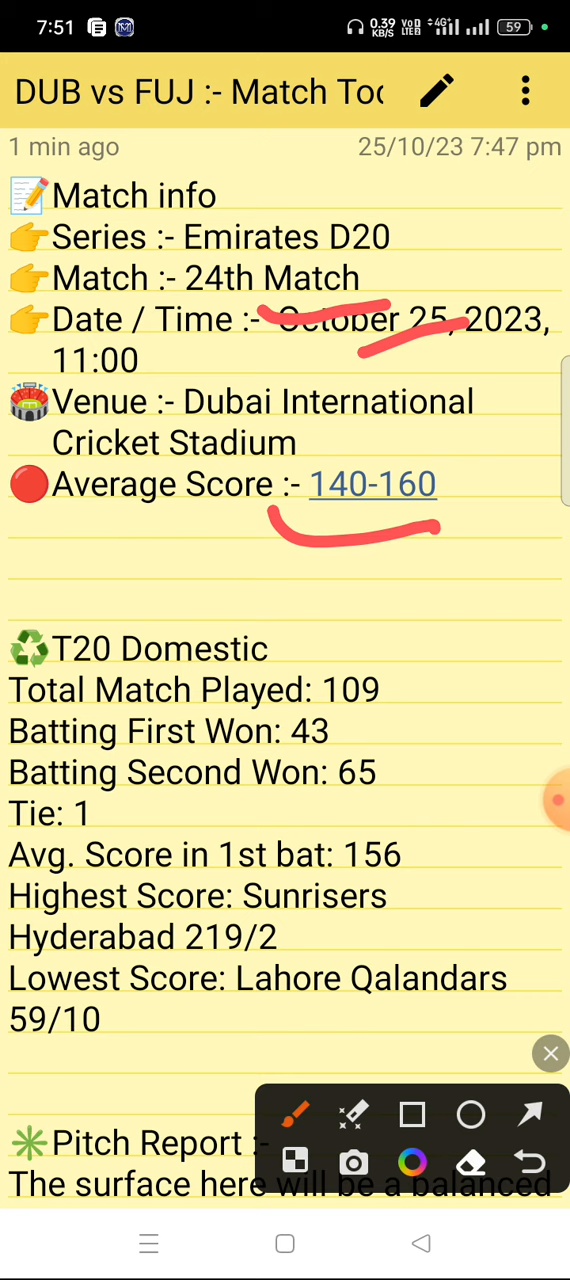 7:51 0.39 KB/S VoD LTE2 4G 59
DUB vs FUJ :- Match Too
1 min ago 25/10/23 7:47 pm
📝Match info
👉Series :- Emirates D20
👉Match :- 24th Match
👉Date / Time :- October 25, 2023,
11:00
🏟️Venue :- Dubai International
Cricket Stadium
🔴Average Score :- 140-160
♻️T20 Domestic
Total Match Played: 109
Batting First Won: 43
Batting Second Won: 65
Tie: 1
Avg. Score in 1st bat: 156
Highest Score: Sunrisers
Hyderabad 219/2
Lowest Score: Lahore Qalandars
59/10
✳️Pitch Report :-
The surface here will be a balanced